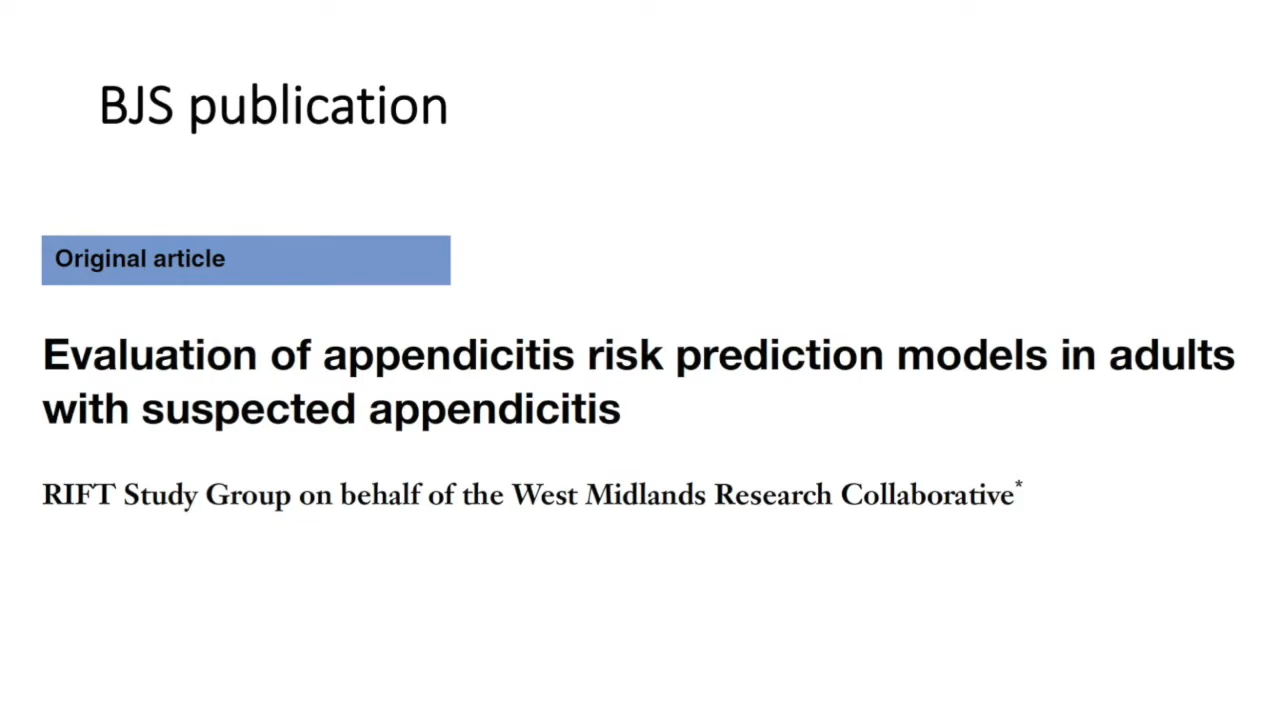 BJS publication
Original article
Evaluation of appendicitis risk prediction models in adults
with suspected appendicitis
RIFT Study Group on behalf of the West Midlands Research Collaborative*